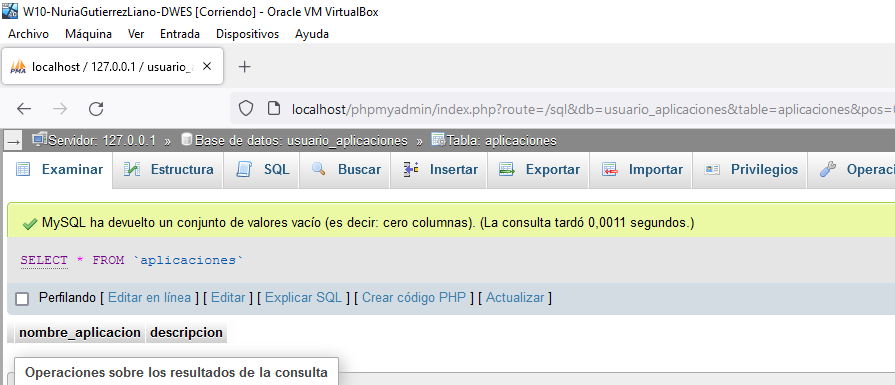 W10-NuriaGutierrezLiano-DWES [Corriendo] - Oracle VM VirtualBox
Archivo Máquina Ver Entrada Dispositivos Ayuda
localhost / 127.0.0.1 / usuario_
localhost/phpmyadmin/index.php?route=/sql&db=usuario_aplicaciones&table=aplicaciones&pos=
Servidor: 127.0.0.1 » Base de datos: usuario_aplicaciones » Tabla: aplicaciones
Examinar Estructura SQL Buscar Insertar Exportar Importar Privilegios Operaci
MySQL ha devuelto un conjunto de valores vacío (es decir: cero columnas). (La consulta tardó 0,0011 segundos.)
SELECT * FROM `aplicaciones`
Perfilando [ Editar en línea ] [ Editar ] [ Explicar SQL ] [ Crear código PHP ] [ Actualizar ]
nombre_aplicacion descripcion
Operaciones sobre los resultados de la consulta